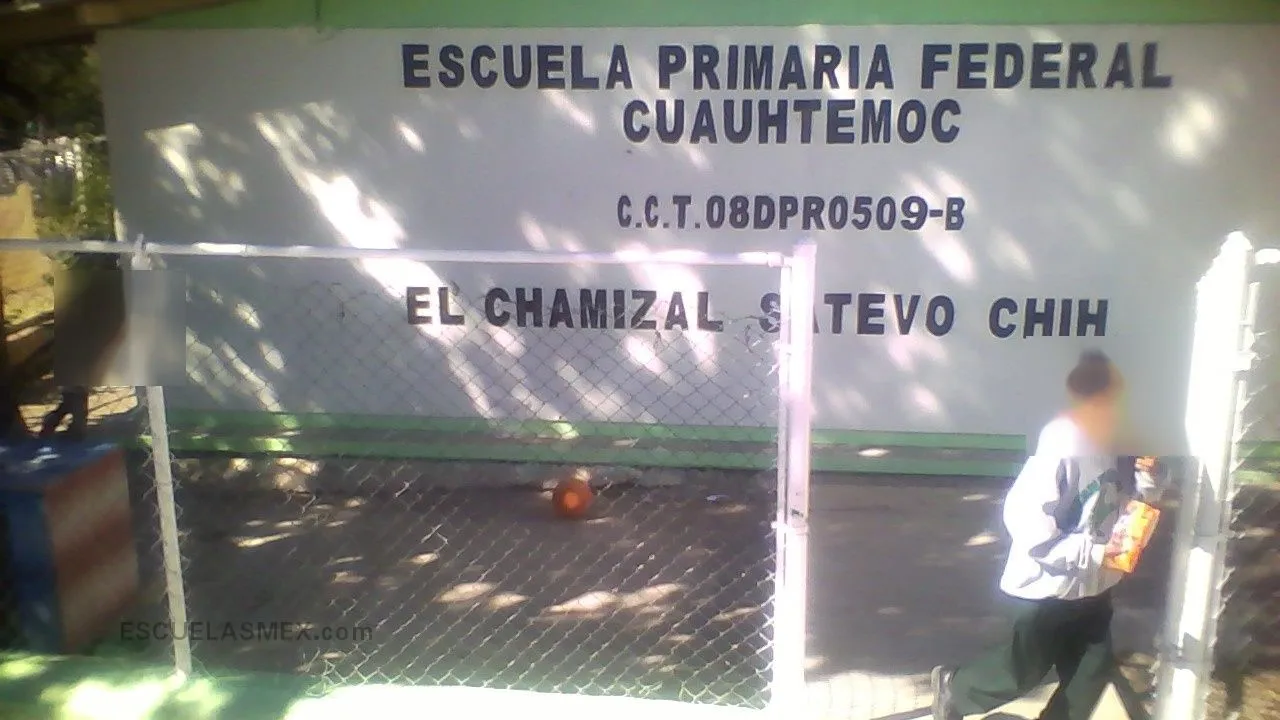 ESCUELA PRIMARIA FEDERAL
CUAUHTEMOC
C.C.T.08DPR0509-B
EL CHAMIZAL SATEVO CHIH
ESCUELASMEX.com